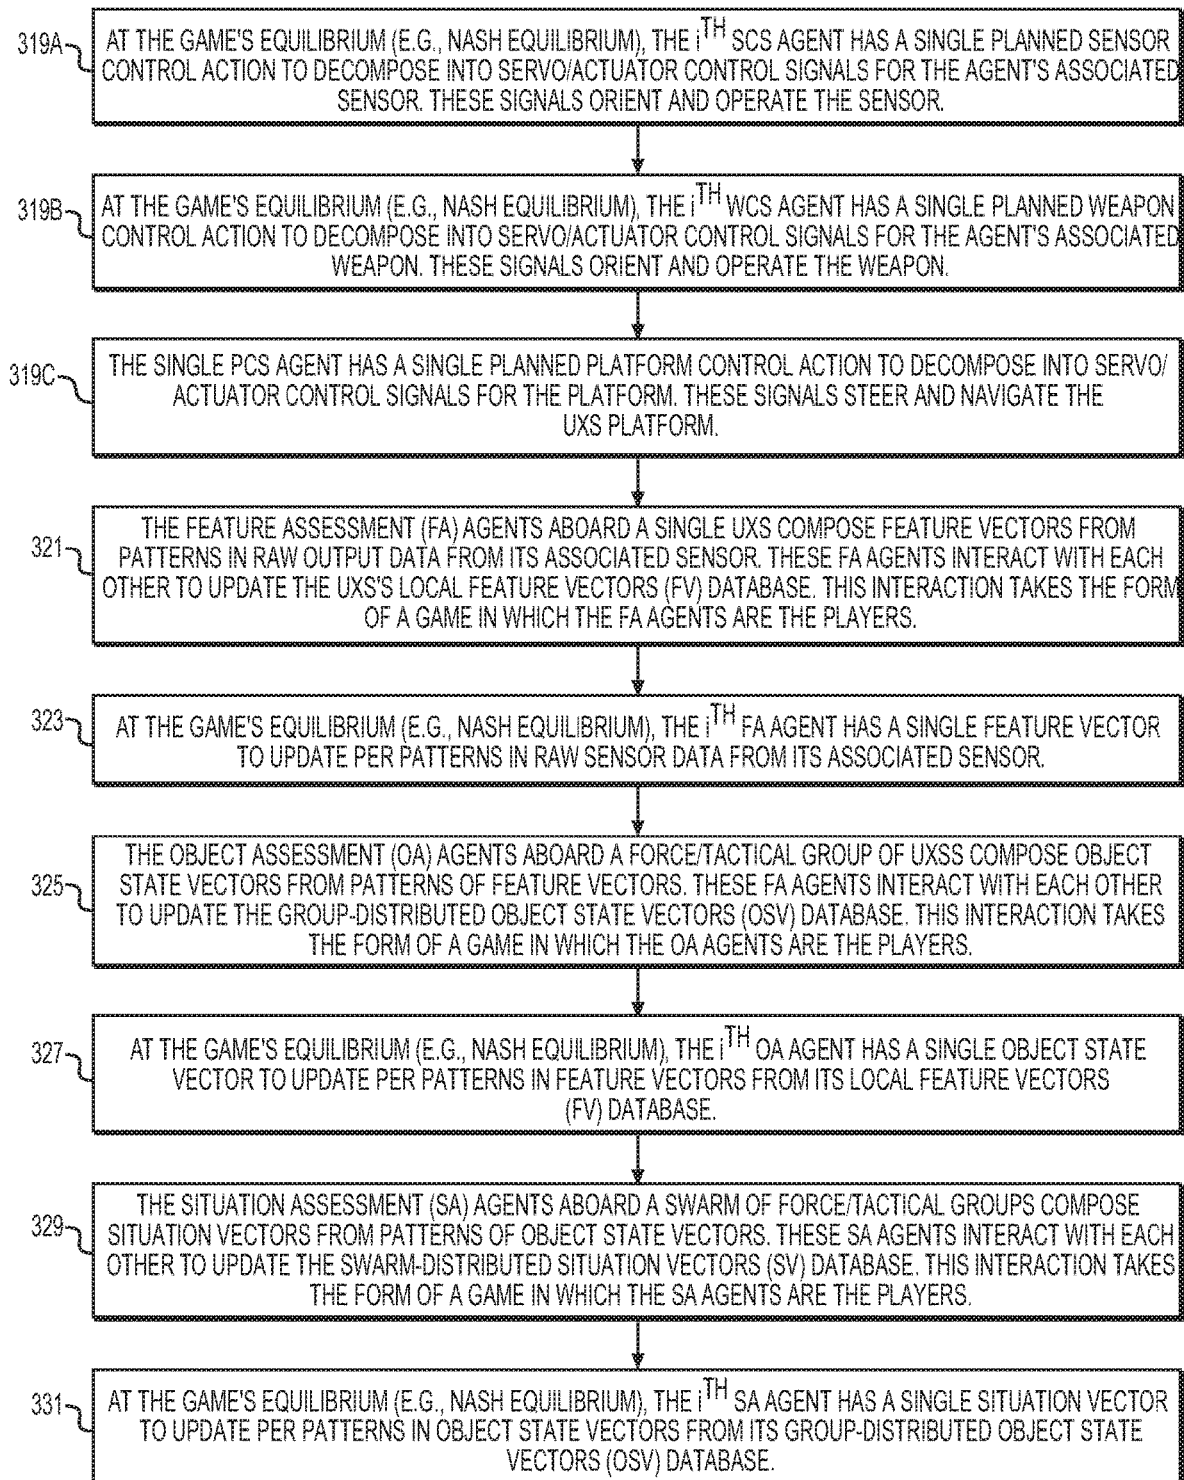 319A
AT THE GAME'S EQUILIBRIUM (E.G., NASH EQUILIBRIUM), THE iTH SCS AGENT HAS A SINGLE PLANNED SENSOR
CONTROL ACTION TO DECOMPOSE INTO SERVO/ACTUATOR CONTROL SIGNALS FOR THE AGENT'S ASSOCIATED
SENSOR. THESE SIGNALS ORIENT AND OPERATE THE SENSOR.
319B
AT THE GAME'S EQUILIBRIUM (E.G., NASH EQUILIBRIUM), THE iTH WCS AGENT HAS A SINGLE PLANNED WEAPON
CONTROL ACTION TO DECOMPOSE INTO SERVO/ACTUATOR CONTROL SIGNALS FOR THE AGENT'S ASSOCIATED
WEAPON. THESE SIGNALS ORIENT AND OPERATE THE WEAPON.
319C
THE SINGLE PCS AGENT HAS A SINGLE PLANNED PLATFORM CONTROL ACTION TO DECOMPOSE INTO SERVO/
ACTUATOR CONTROL SIGNALS FOR THE PLATFORM. THESE SIGNALS STEER AND NAVIGATE THE
UXS PLATFORM.
321
THE FEATURE ASSESSMENT (FA) AGENTS ABOARD A SINGLE UXS COMPOSE FEATURE VECTORS FROM
PATTERNS IN RAW OUTPUT DATA FROM ITS ASSOCIATED SENSOR. THESE FA AGENTS INTERACT WITH EACH
OTHER TO UPDATE THE UXS'S LOCAL FEATURE VECTORS (FV) DATABASE. THIS INTERACTION TAKES THE FORM
OF A GAME IN WHICH THE FA AGENTS ARE THE PLAYERS.
323
AT THE GAME'S EQUILIBRIUM (E.G., NASH EQUILIBRIUM), THE iTH FA AGENT HAS A SINGLE FEATURE VECTOR
TO UPDATE PER PATTERNS IN RAW SENSOR DATA FROM ITS ASSOCIATED SENSOR.
325
THE OBJECT ASSESSMENT (OA) AGENTS ABOARD A FORCE/TACTICAL GROUP OF UXSS COMPOSE OBJECT
STATE VECTORS FROM PATTERNS OF FEATURE VECTORS. THESE FA AGENTS INTERACT WITH EACH OTHER
TO UPDATE THE GROUP-DISTRIBUTED OBJECT STATE VECTORS (OSV) DATABASE. THIS INTERACTION TAKES
THE FORM OF A GAME IN WHICH THE OA AGENTS ARE THE PLAYERS.
327
AT THE GAME'S EQUILIBRIUM (E.G., NASH EQUILIBRIUM), THE iTH OA AGENT HAS A SINGLE OBJECT STATE
VECTOR TO UPDATE PER PATTERNS IN FEATURE VECTORS FROM ITS LOCAL FEATURE VECTORS
(FV) DATABASE.
329
THE SITUATION ASSESSMENT (SA) AGENTS ABOARD A SWARM OF FORCE/TACTICAL GROUPS COMPOSE
SITUATION VECTORS FROM PATTERNS OF OBJECT STATE VECTORS. THESE SA AGENTS INTERACT WITH EACH
OTHER TO UPDATE THE SWARM-DISTRIBUTED SITUATION VECTORS (SV) DATABASE. THIS INTERACTION TAKES
THE FORM OF A GAME IN WHICH THE SA AGENTS ARE THE PLAYERS.
331
AT THE GAME'S EQUILIBRIUM (E.G., NASH EQUILIBRIUM), THE iTH SA AGENT HAS A SINGLE SITUATION VECTOR
TO UPDATE PER PATTERNS IN OBJECT STATE VECTORS FROM ITS GROUP-DISTRIBUTED OBJECT STATE
VECTORS (OSV) DATABASE.